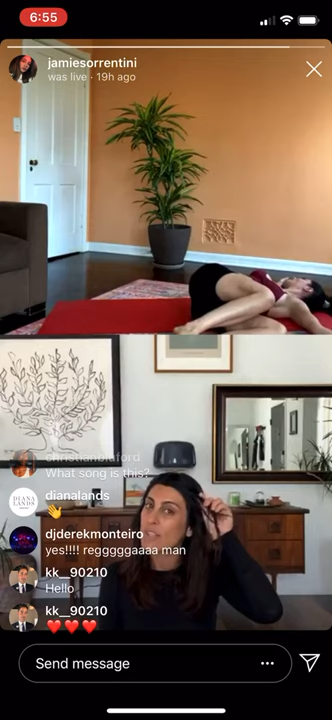 6:55
jamiesorrentini
was live · 19h ago
christianbluford
What song is this?
DIANA
LANDS
dianalands
👋
djderekmonteiro
yes!!!! regggggaaaa man
kk__90210
Hello
kk__90210
❤️❤️❤️
Send message